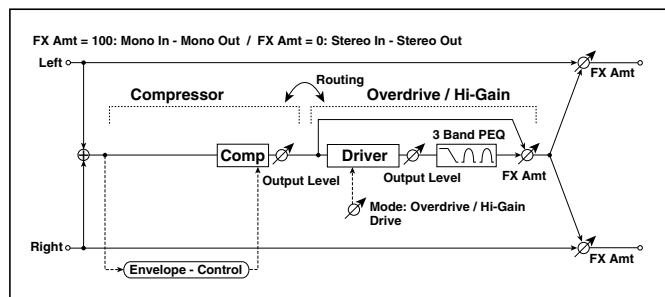 FX Amt = 100: Mono In - Mono Out / FX Amt = 0: Stereo In - Stereo Out
Left
FX Amt
Routing
Compressor
Overdrive / Hi-Gain
3 Band PEQ
Comp
Driver
Output Level
Output Level
FX Amt
Mode: Overdrive / Hi-Gain
Drive
Right
FX Amt
Envelope - Control